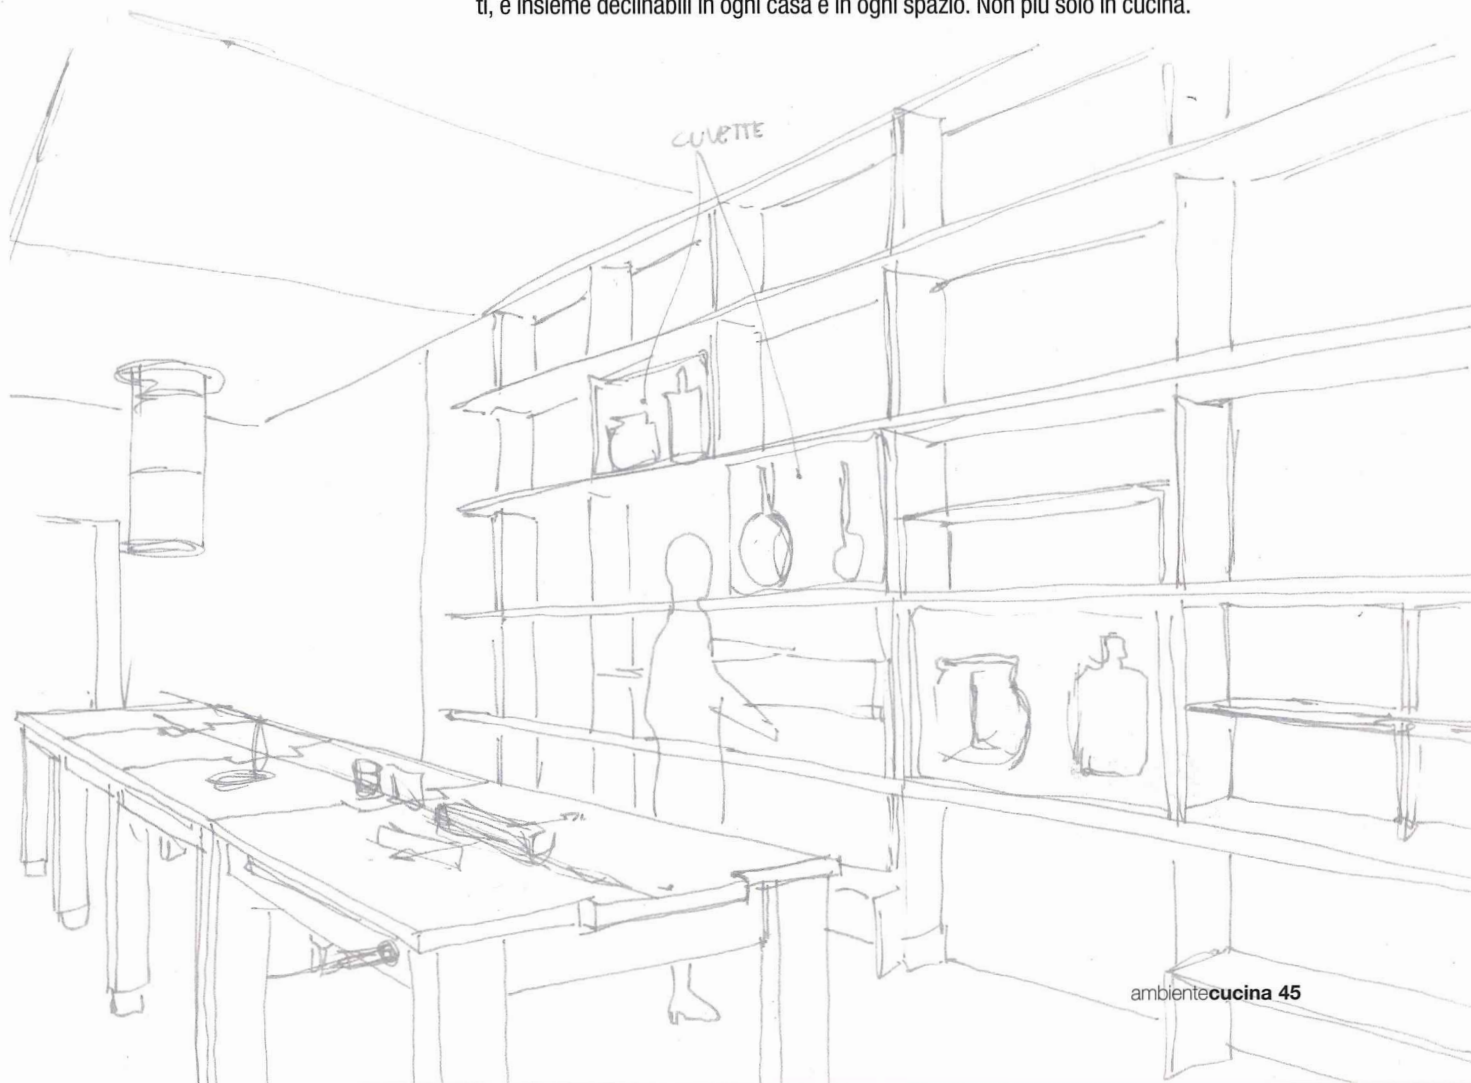 ti, e insieme declinabili in ogni casa e in ogni spazio. Non più solo in cucina.
CUVETTE
ambientecucina 45